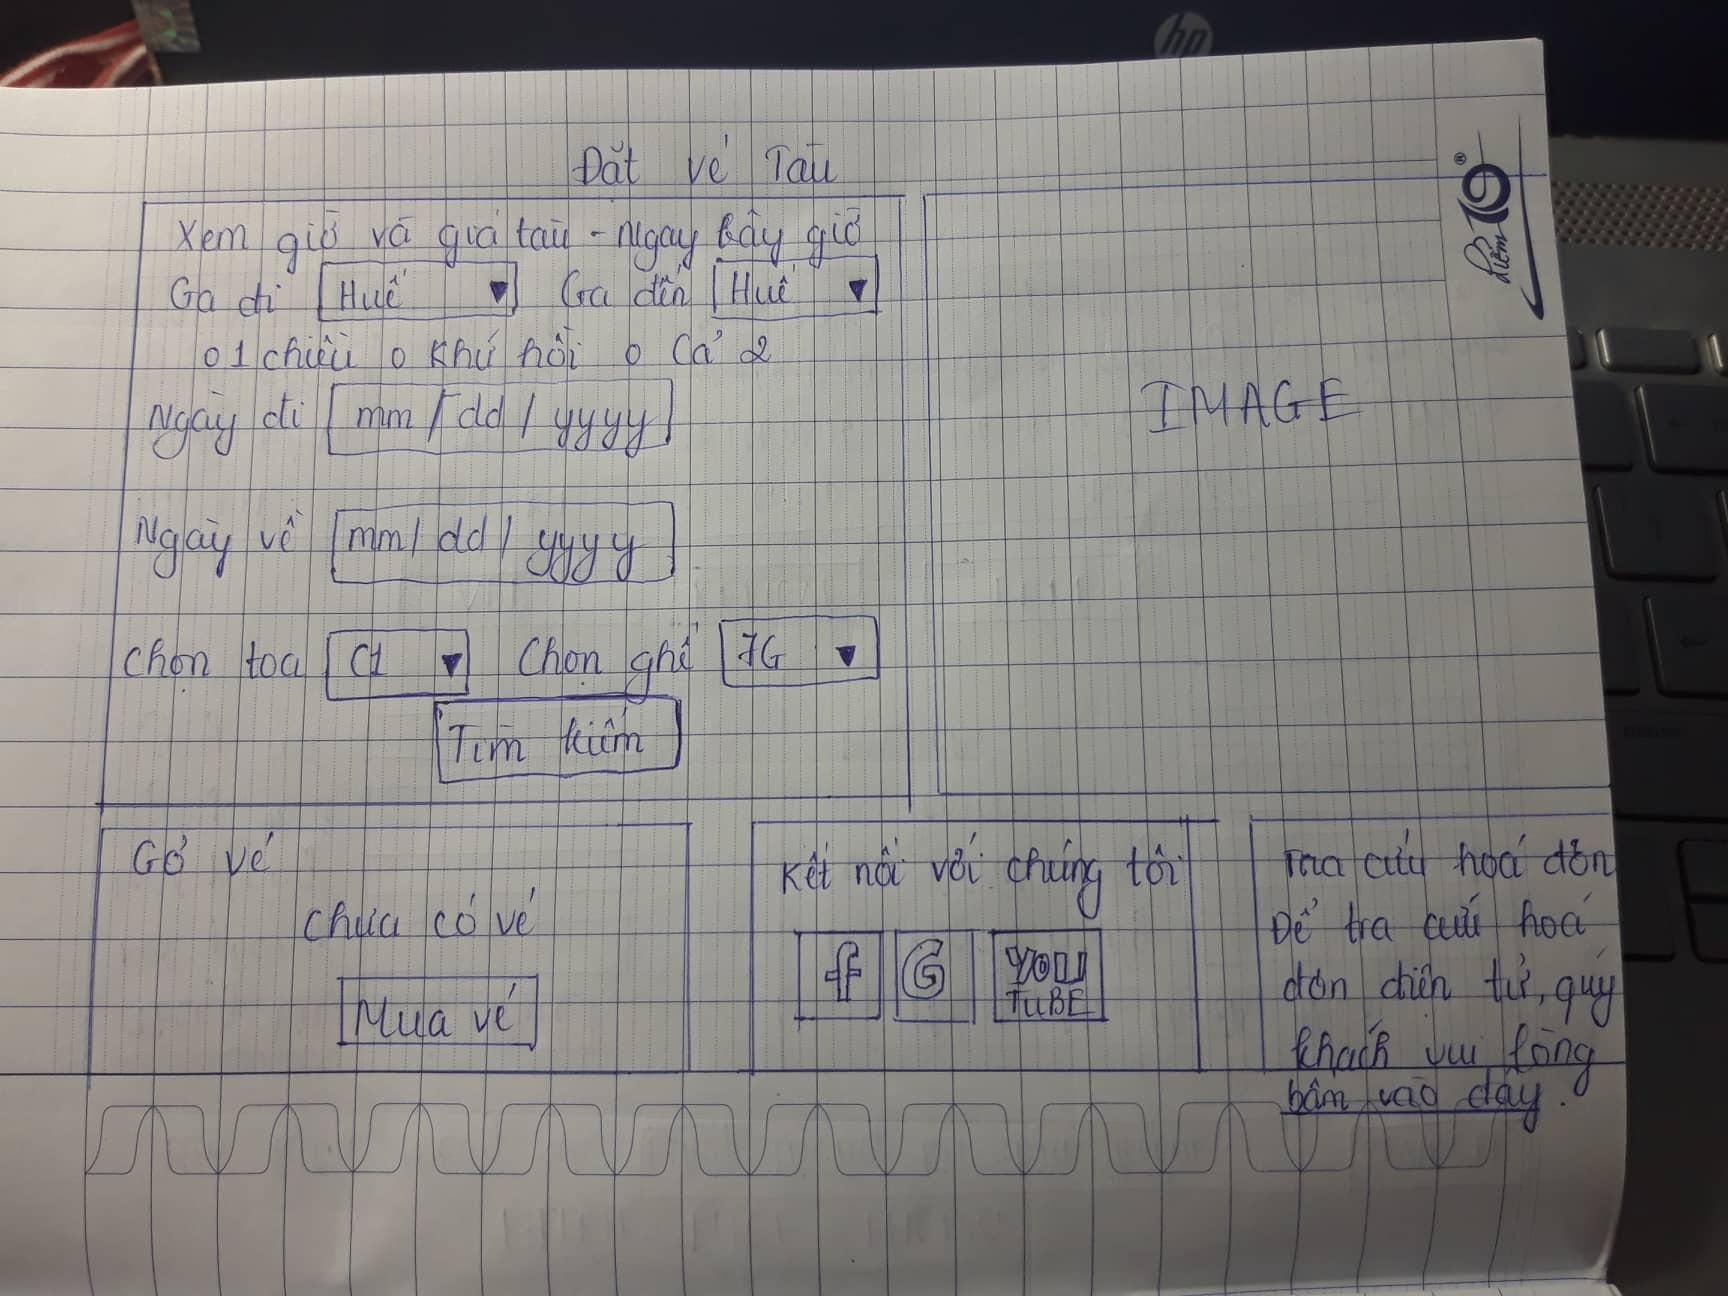 Đặt vé Tàu
Xem giờ và giá tàu - Ngay bây giờ
Ga đi Huế Ga đến Huế
o 1 chiều o Khứ hồi o Cả 2
Ngày đi mm / dd / yyyy
Ngày về mm / dd / yyyy
Chọn toa C1 Chọn ghế 7G
Tìm kiếm
IMAGE
Giỏ vé
Chưa có vé
Mua vé
Kết nối với chúng tôi
f G YOU TUBE
Tra cứu hoá đơn
Để tra cứu hoá
đơn điện tử, quý
khách vui lòng
bấm vào đây.
điểm 10 ®
hp